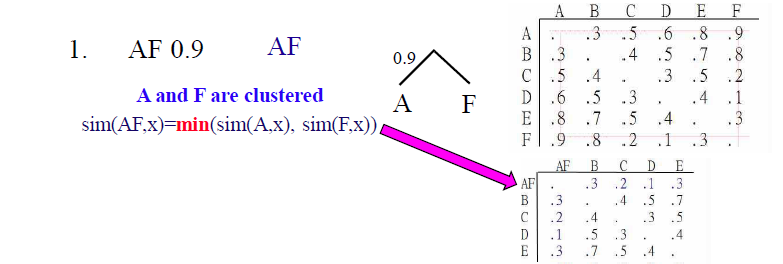 1. AF 0.9 AF
A and F are clustered
sim(AF,x)=min(sim(A,x), sim(F,x))
0.9
A F
A B C D E F
A . .3 .5 .6 .8 .9
B .3 . .4 .5 .7 .8
C .5 .4 . .3 .5 .2
D .6 .5 .3 . .4 .1
E .8 .7 .5 .4 . .3
F .9 .8 .2 .1 .3 .
AF B C D E
AF . .3 .2 .1 .3
B .3 . .4 .5 .7
C .2 .4 . .3 .5
D .1 .5 .3 . .4
E .3 .7 .5 .4 .